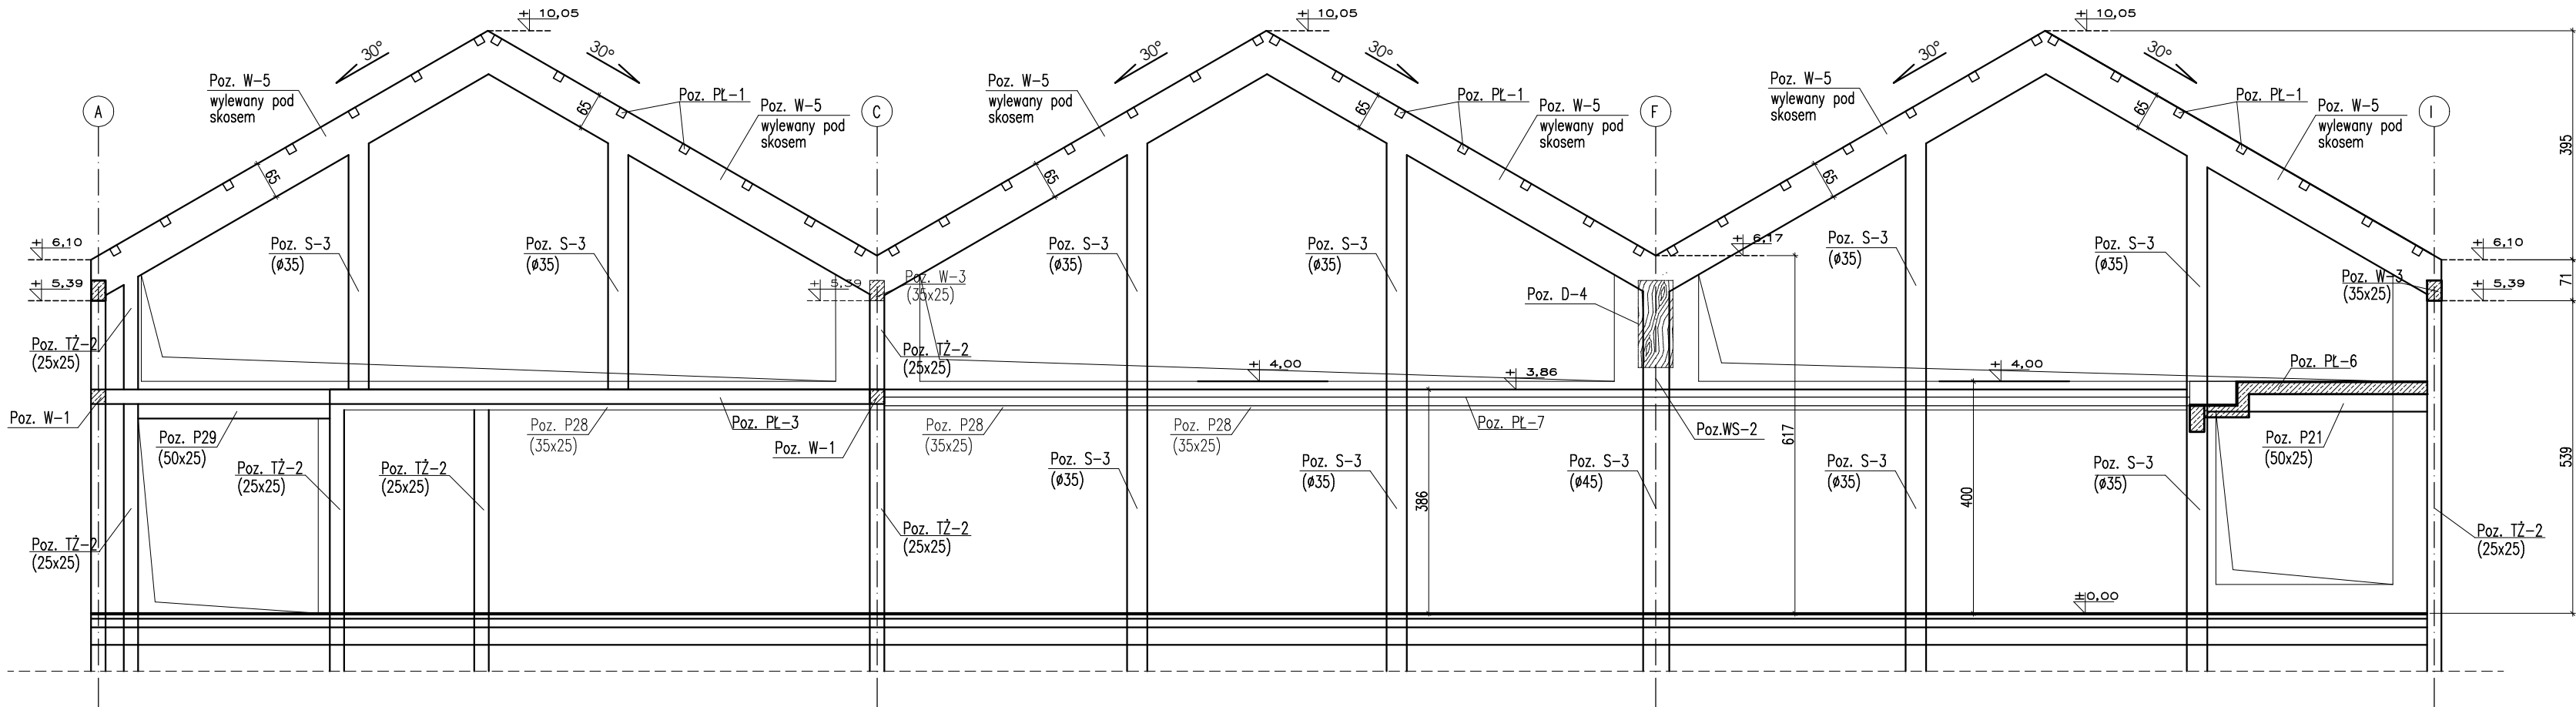 ± 10,05
± 10,05
± 10,05
30°
30°
30°
30°
30°
30°
Poz. W-5
wylewany pod
skosem
Poz. PŁ-1
Poz. W-5
wylewany pod
skosem
Poz. W-5
wylewany pod
skosem
Poz. PŁ-1
Poz. W-5
wylewany pod
skosem
Poz. W-5
wylewany pod
skosem
Poz. PŁ-1
Poz. W-5
wylewany pod
skosem
A
C
F
I
65
65
65
65
65
65
395
± 6,10
± 5,39
Poz. S-3
(ø35)
Poz. S-3
(ø35)
± 5,39
Poz. W-3
(35x25)
Poz. S-3
(ø35)
Poz. S-3
(ø35)
± 6,17
Poz. S-3
(ø35)
Poz. S-3
(ø35)
± 6,10
Poz. W-3
(35x25)
± 5,39
71
Poz. D-4
Poz. TŻ-2
(25x25)
Poz. TŻ-2
(25x25)
± 4,00
± 3,86
± 4,00
Poz. PŁ-6
Poz. W-1
Poz. P29
(50x25)
Poz. P28
(35x25)
Poz. PŁ-3
Poz. W-1
Poz. P28
(35x25)
Poz. P28
(35x25)
Poz. PŁ-7
Poz.WS-2
617
Poz. P21
(50x25)
539
Poz. TŻ-2
(25x25)
Poz. TŻ-2
(25x25)
Poz. S-3
(ø35)
Poz. S-3
(ø35)
386
Poz. S-3
(ø45)
Poz. S-3
(ø35)
400
Poz. S-3
(ø35)
Poz. TŻ-2
(25x25)
Poz. TŻ-2
(25x25)
Poz. TŻ-2
(25x25)
±0,00